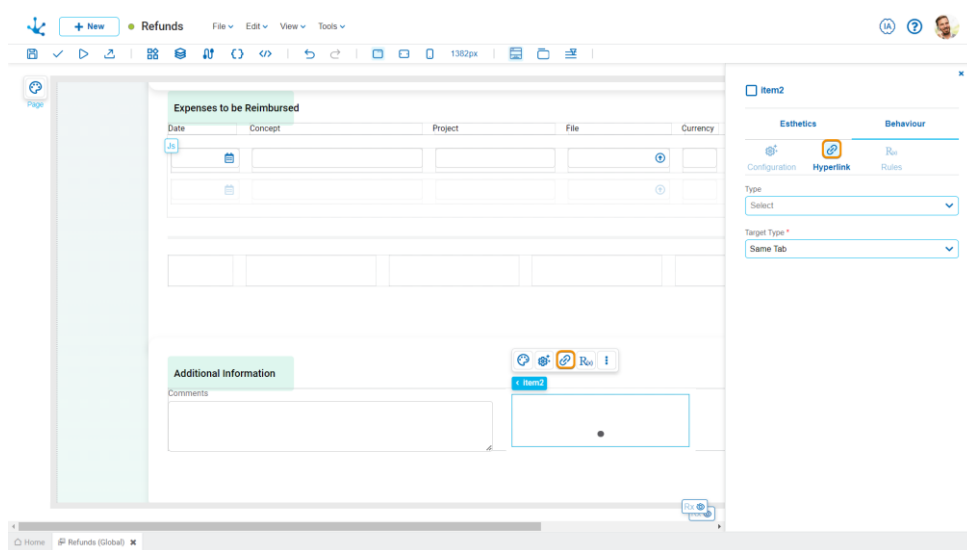 + New
Refunds
File
Edit
View
Tools
IA
?
1382px
Page
Expenses to be Reimbursed
Date
Concept
Project
File
Currency
Js
Additional Information
Comments
item2
item2
Esthetics
Behaviour
Configuration
Hyperlink
Rules
Type
Select
Target Type *
Same Tab
Home
Refunds (Global)